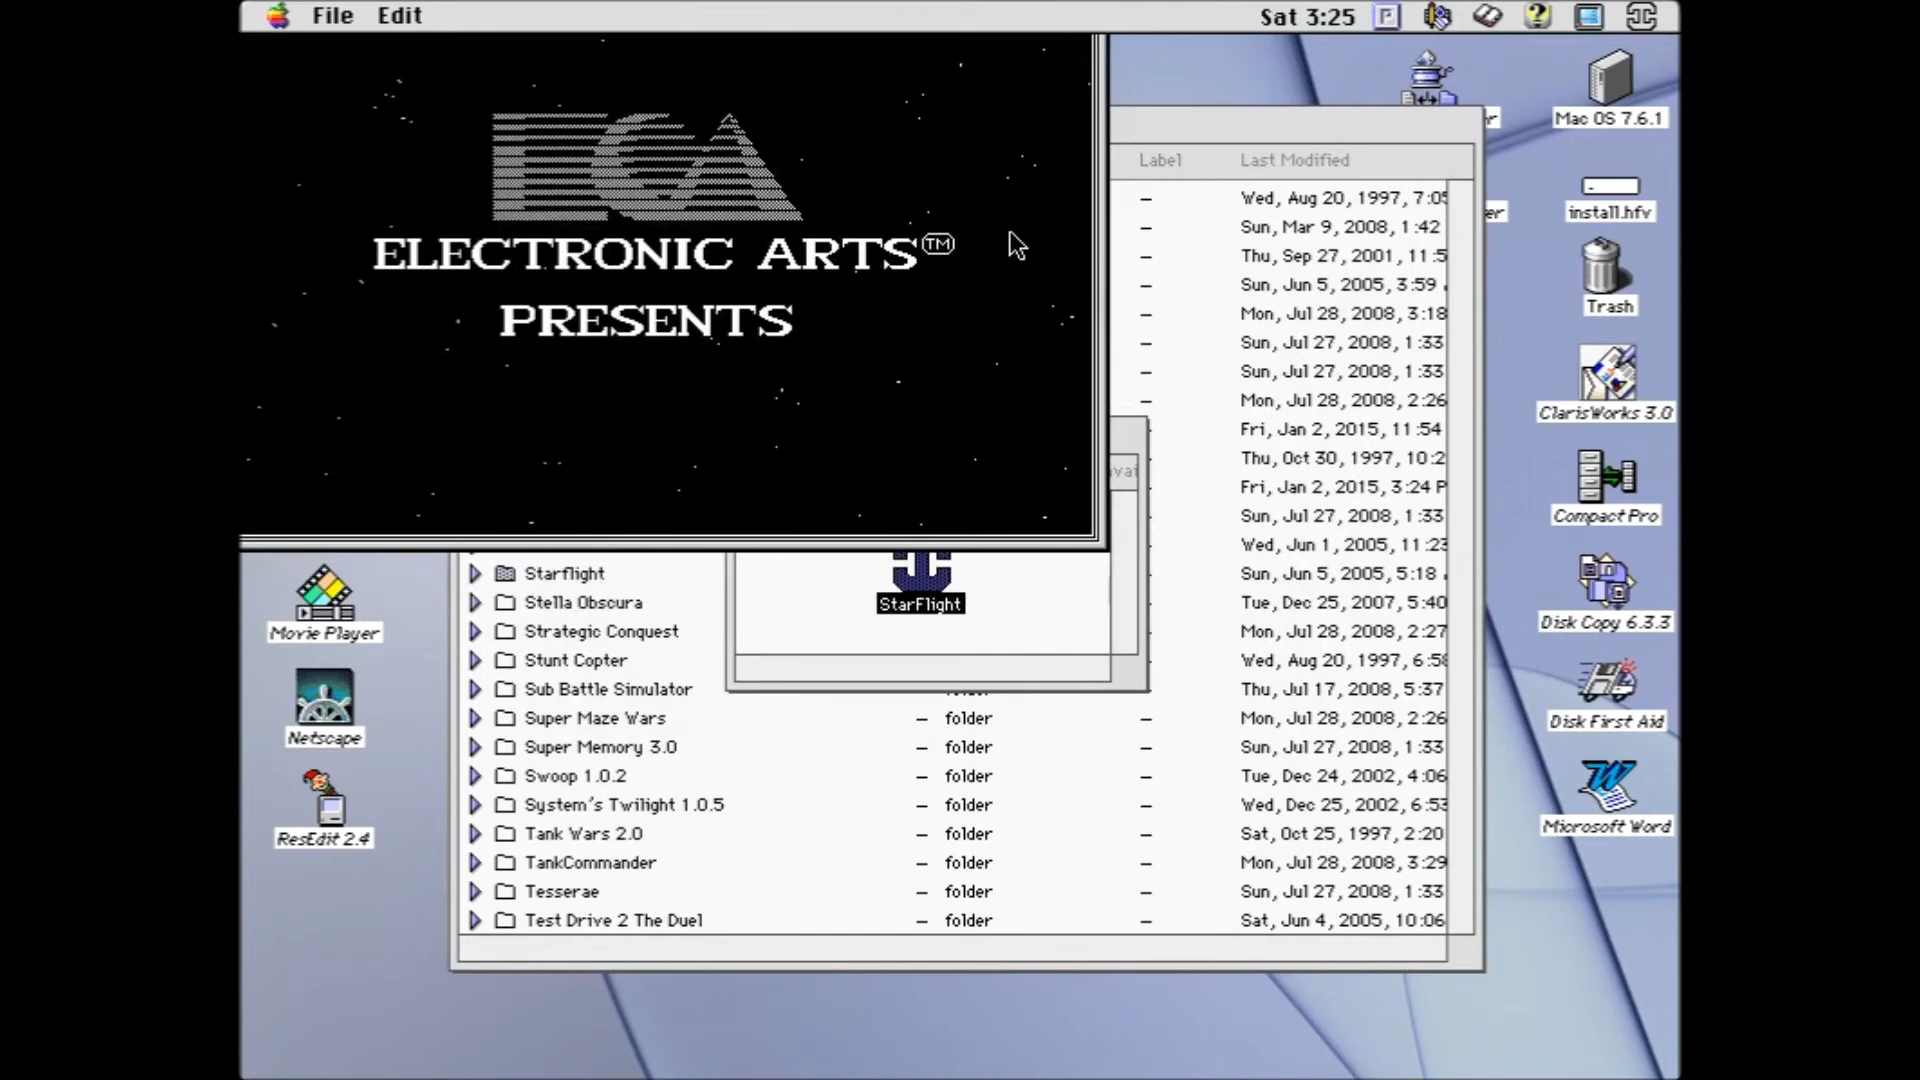 File Edit
Sat 3:25
ECA
ELECTRONIC ARTS™
PRESENTS
Mac OS 7.6.1
Label Last Modified
– Wed, Aug 20, 1997, 7:05
– Sun, Mar 9, 2008, 1:42
install.hfv
– Thu, Sep 27, 2001, 11:5
– Sun, Jun 5, 2005, 3:59
Trash
– Mon, Jul 28, 2008, 3:18
– Sun, Jul 27, 2008, 1:33
– Sun, Jul 27, 2008, 1:33
– Mon, Jul 28, 2008, 2:26
ClarisWorks 3.0
Fri, Jan 2, 2015, 11:54
Thu, Oct 30, 1997, 10:2
Fri, Jan 2, 2015, 3:24 P
Compact Pro
Sun, Jul 27, 2008, 1:33
Wed, Jun 1, 2005, 11:23
Starflight Sun, Jun 5, 2005, 5:18
StarFlight
Stella Obscura Tue, Dec 25, 2007, 5:40
Disk Copy 6.3.3
Movie Player
Strategic Conquest Mon, Jul 28, 2008, 2:27
Stunt Copter Wed, Aug 20, 1997, 6:58
Sub Battle Simulator Thu, Jul 17, 2008, 5:37
Super Maze Wars – folder – Mon, Jul 28, 2008, 2:26
Disk First Aid
Netscape
Super Memory 3.0 – folder – Sun, Jul 27, 2008, 1:33
Swoop 1.0.2 – folder – Tue, Dec 24, 2002, 4:06
System's Twilight 1.0.5 – folder – Wed, Dec 25, 2002, 6:53
Microsoft Word
ResEdit 2.4
Tank Wars 2.0 – folder – Sat, Oct 25, 1997, 2:20
TankCommander – folder – Mon, Jul 28, 2008, 3:29
Tesserae – folder – Sun, Jul 27, 2008, 1:33
Test Drive 2 The Duel – folder – Sat, Jun 4, 2005, 10:06